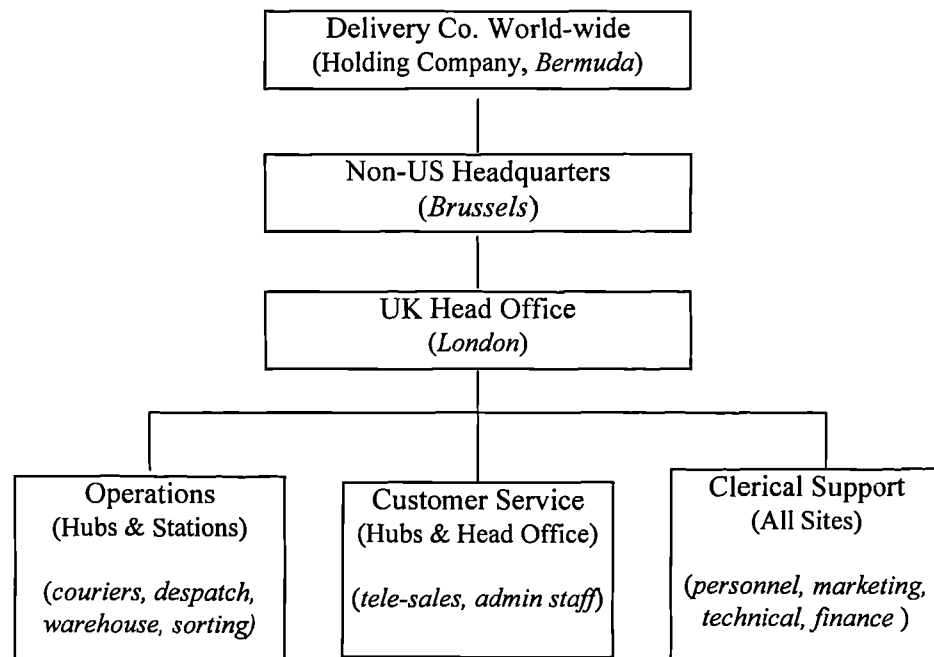 Delivery Co. World-wide
(Holding Company, Bermuda)
Non-US Headquarters
(Brussels)
UK Head Office
(London)
Operations
(Hubs & Stations)
(couriers, despatch,
warehouse, sorting)
Customer Service
(Hubs & Head Office)
(tele-sales, admin staff)
Clerical Support
(All Sites)
(personnel, marketing,
technical, finance )